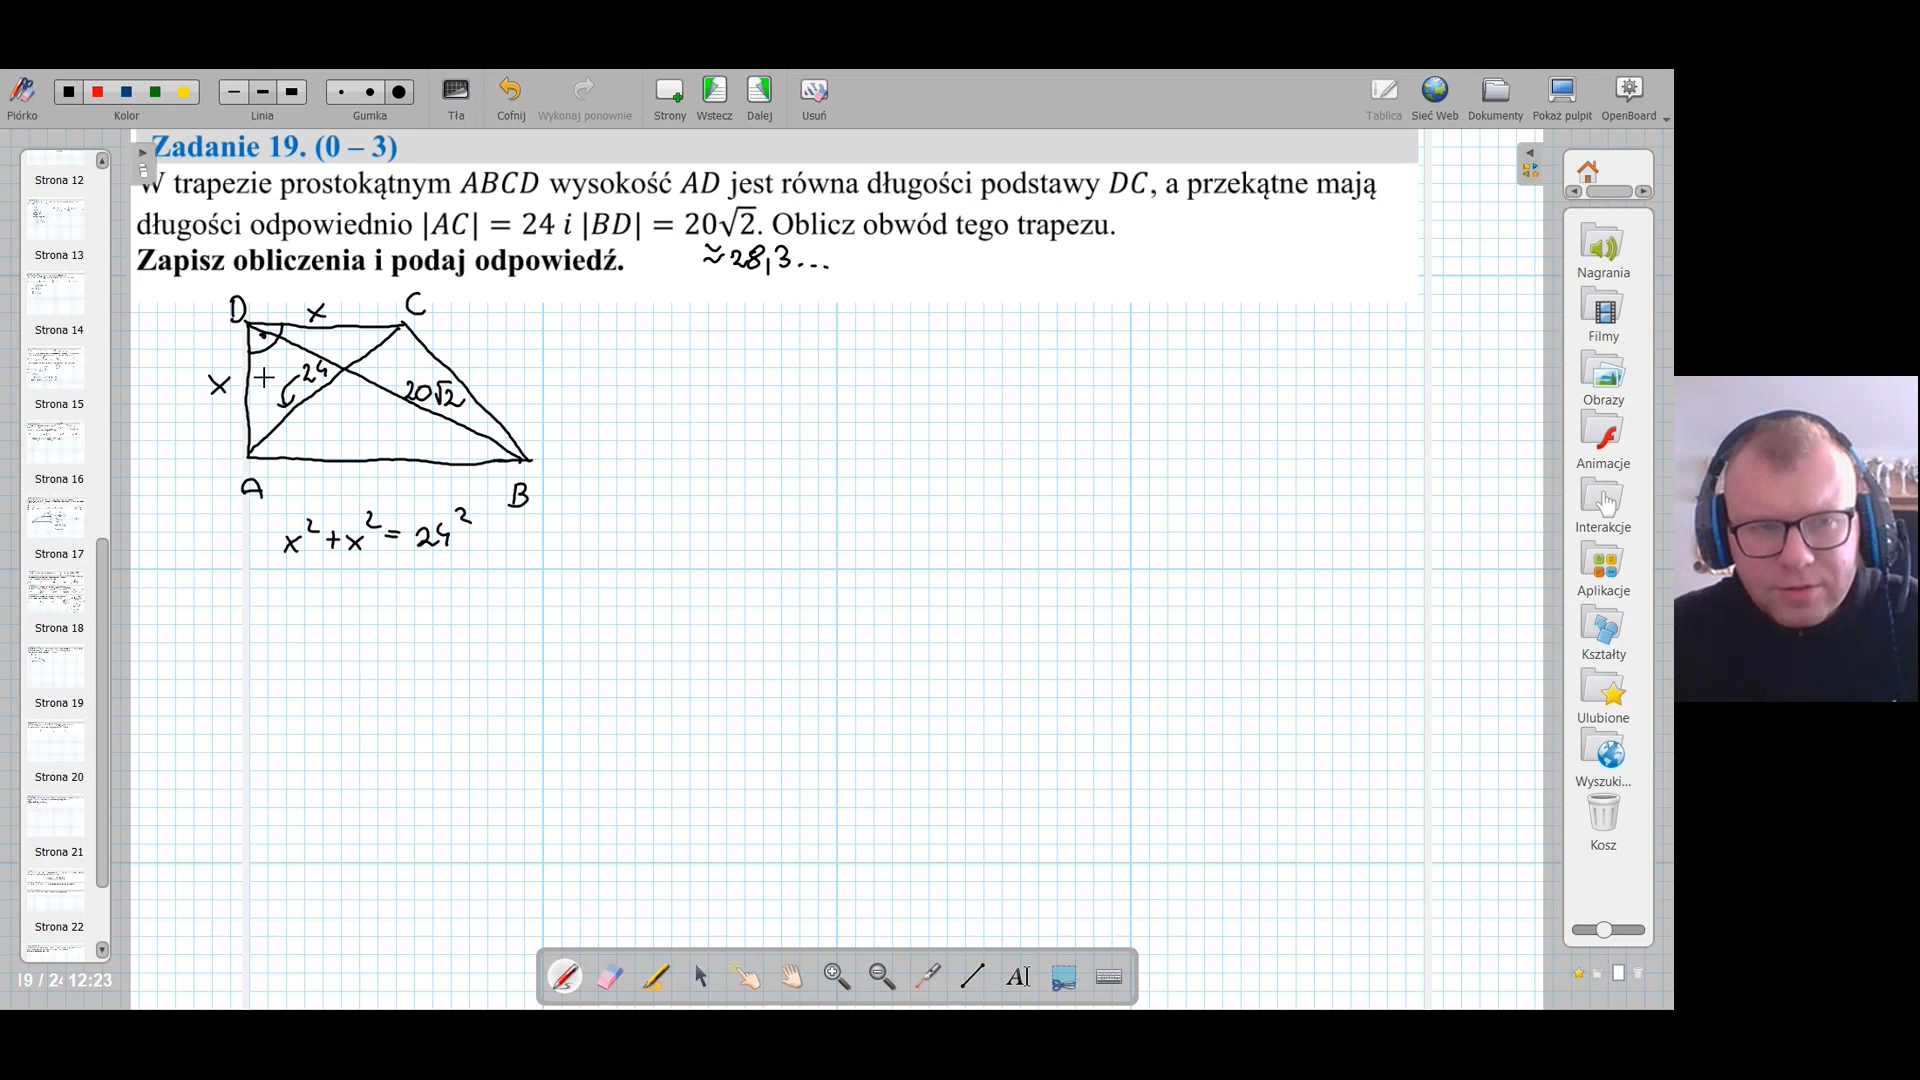 Piórko
Kolor
Linia
Gumka
Tła
Cofnij
Wykonaj ponownie
Strony
Wstecz
Dalej
Usuń
Tablica
Sieć Web
Dokumenty
Pokaż pulpit
OpenBoard
Zadanie 19. (0 – 3)
W trapezie prostokątnym ABCD wysokość AD jest równa długości podstawy DC, a przekątne mają
długości odpowiednio |AC| = 24 i |BD| = 20√2. Oblicz obwód tego trapezu.
Zapisz obliczenia i podaj odpowiedź.
≈28,3...
D
x
C
x
24
20√2
A
B
x² + x² = 24²
Strona 12
Strona 13
Strona 14
Strona 15
Strona 16
Strona 17
Strona 18
Strona 19
Strona 20
Strona 21
Strona 22
19 / 24 12:23
Nagrania
Filmy
Obrazy
Animacje
Interakcje
Aplikacje
Kształty
Ulubione
Wyszuki...
Kosz
AI